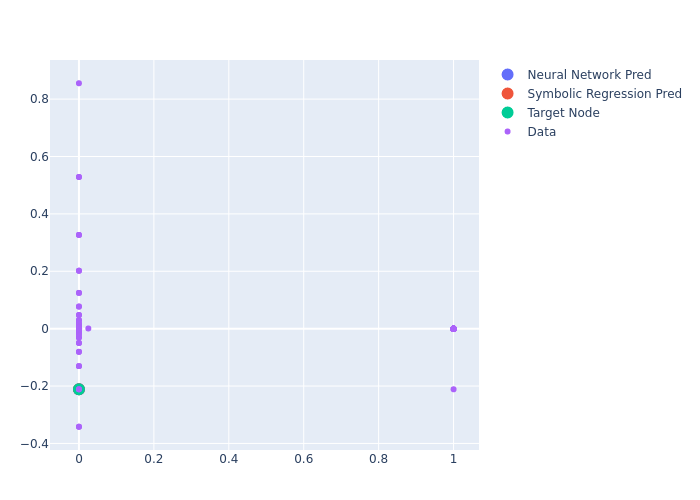 Neural Network Pred
Symbolic Regression Pred
Target Node
Data
0.8
0.6
0.4
0.2
0
−0.2
−0.4
0 0.2 0.4 0.6 0.8 1